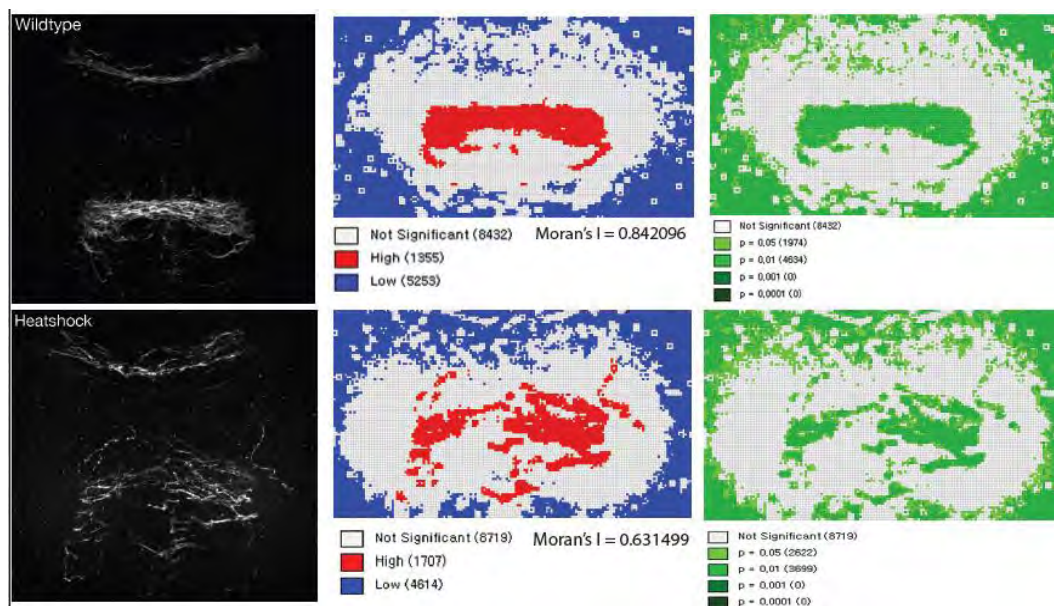 Wildtype
Not Significant (8432)
Moran's I = 0.842096
High (1355)
Low (5253)
Not Significant (8432)
p = 0.05 (1974)
p = 0.01 (4634)
p = 0.001 (0)
p = 0.0001 (0)
Heatshock
Not Significant (8719)
Moran's I = 0.631499
High (1707)
Low (4614)
Not Significant (8719)
p = 0.05 (2622)
p = 0.01 (3699)
p = 0.001 (0)
p = 0.0001 (0)